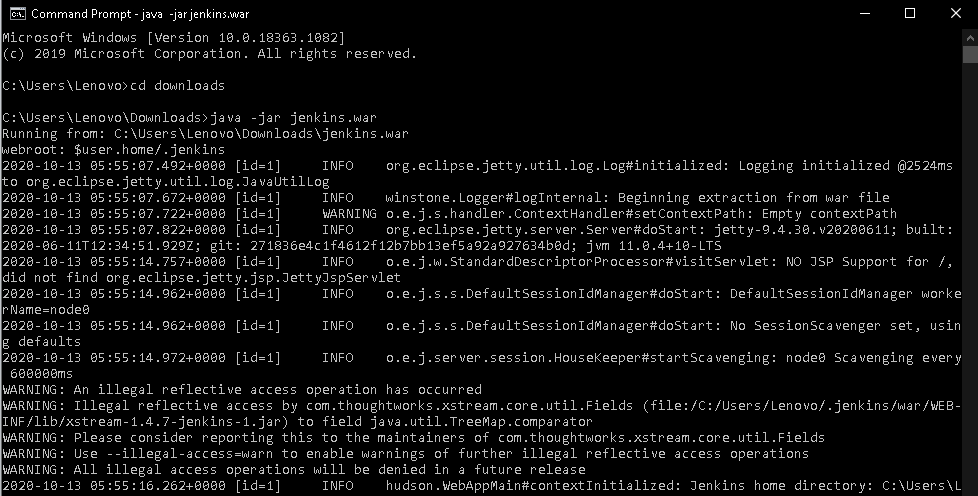 Command Prompt - java  -jar jenkins.war
Microsoft Windows [Version 10.0.18363.1082]
(c) 2019 Microsoft Corporation. All rights reserved.
C:\Users\Lenovo>cd downloads
C:\Users\Lenovo\Downloads>java -jar jenkins.war
Running from: C:\Users\Lenovo\Downloads\jenkins.war
webroot: $user.home/.jenkins
2020-10-13 05:55:07.492+0000 [id=1]     INFO    org.eclipse.jetty.util.log.Log#initialized: Logging initialized @2524ms
to org.eclipse.jetty.util.log.JavaUtilLog
2020-10-13 05:55:07.672+0000 [id=1]     INFO    winstone.Logger#logInternal: Beginning extraction from war file
2020-10-13 05:55:07.722+0000 [id=1]     WARNING o.e.j.s.handler.ContextHandler#setContextPath: Empty contextPath
2020-10-13 05:55:07.822+0000 [id=1]     INFO    org.eclipse.jetty.server.Server#doStart: jetty-9.4.30.v20200611; built:
2020-06-11T12:34:51.929Z; git: 271836e4c1f4612f12b7bb13ef5a92a927634b0d; jvm 11.0.4+10-LTS
2020-10-13 05:55:14.757+0000 [id=1]     INFO    o.e.j.w.StandardDescriptorProcessor#visitServlet: NO JSP Support for /,
did not find org.eclipse.jetty.jsp.JettyJspServlet
2020-10-13 05:55:14.962+0000 [id=1]     INFO    o.e.j.s.s.DefaultSessionIdManager#doStart: DefaultSessionIdManager worke
rName=node0
2020-10-13 05:55:14.962+0000 [id=1]     INFO    o.e.j.s.s.DefaultSessionIdManager#doStart: No SessionScavenger set, usin
g defaults
2020-10-13 05:55:14.972+0000 [id=1]     INFO    o.e.j.server.session.HouseKeeper#startScavenging: node0 Scavenging every
 600000ms
WARNING: An illegal reflective access operation has occurred
WARNING: Illegal reflective access by com.thoughtworks.xstream.core.util.Fields (file:/C:/Users/Lenovo/.jenkins/war/WEB-
INF/lib/xstream-1.4.7-jenkins-1.jar) to field java.util.TreeMap.comparator
WARNING: Please consider reporting this to the maintainers of com.thoughtworks.xstream.core.util.Fields
WARNING: Use --illegal-access=warn to enable warnings of further illegal reflective access operations
WARNING: All illegal access operations will be denied in a future release
2020-10-13 05:55:16.262+0000 [id=1]     INFO    hudson.WebAppMain#contextInitialized: Jenkins home directory: C:\Users\L